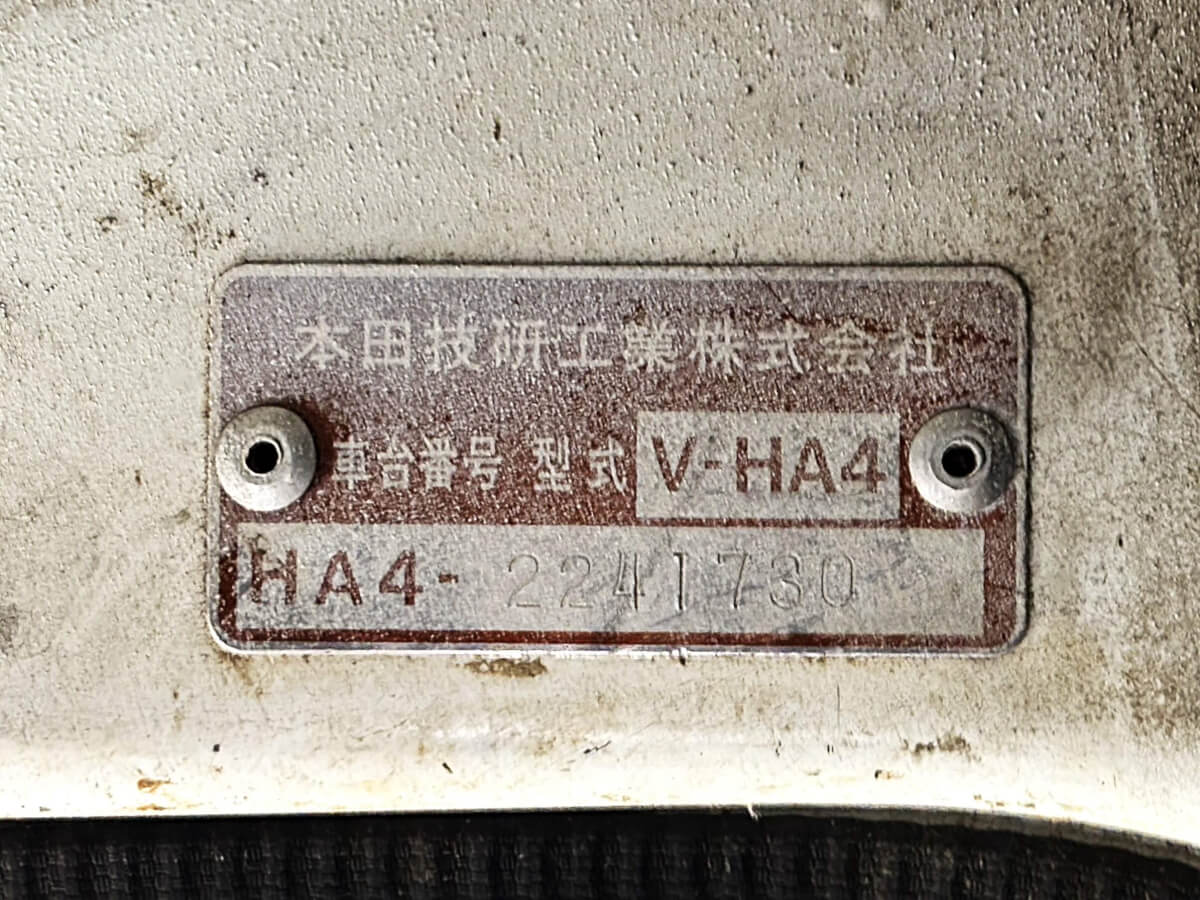 本田技研工業株式会社
車台番号 型式 V-HA4
HA4- 2241730